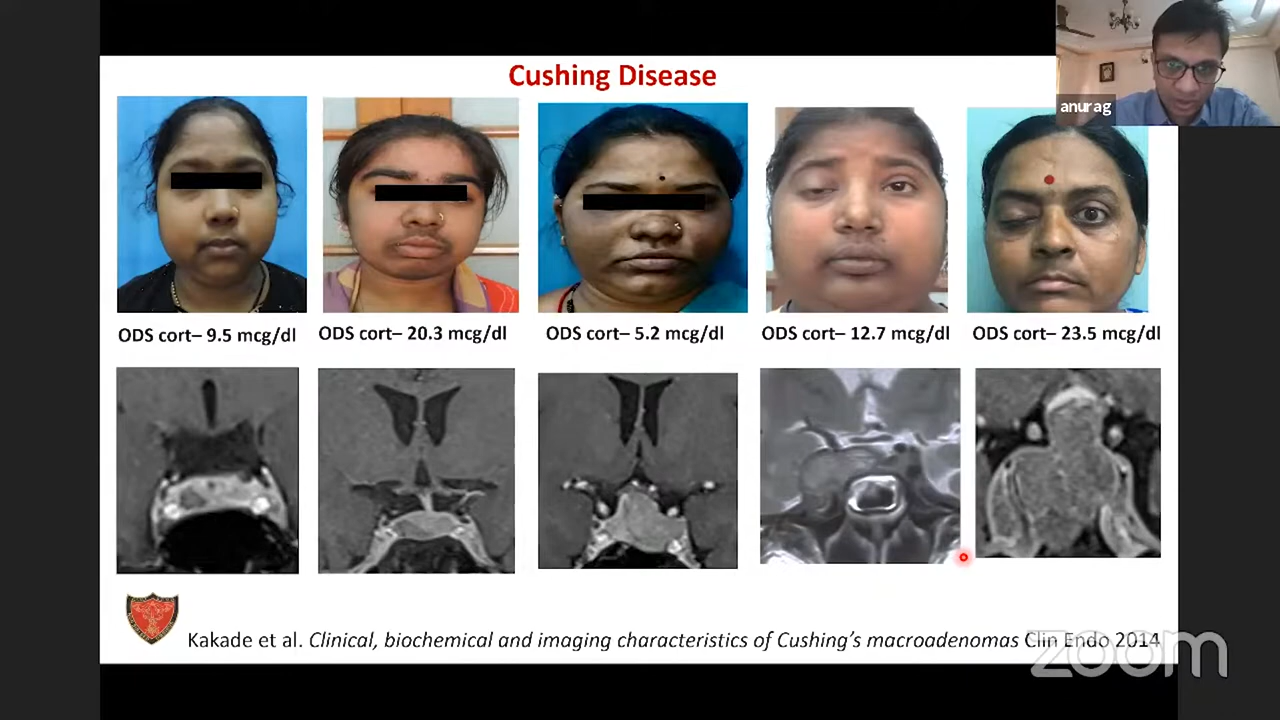 Cushing Disease
anurag
ODS cort– 9.5 mcg/dl
ODS cort– 20.3 mcg/dl
ODS cort– 5.2 mcg/dl
ODS cort– 12.7 mcg/dl
ODS cort– 23.5 mcg/dl
Kakade et al. Clinical, biochemical and imaging characteristics of Cushing's macroadenomas Clin Endo 2014
zoom